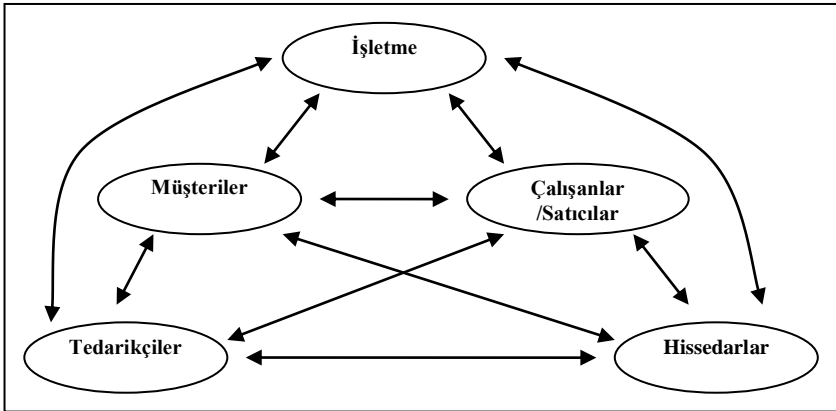 İşletme
Müşteriler
Çalışanlar
/Satıcılar
Tedarikçiler
Hissedarlar